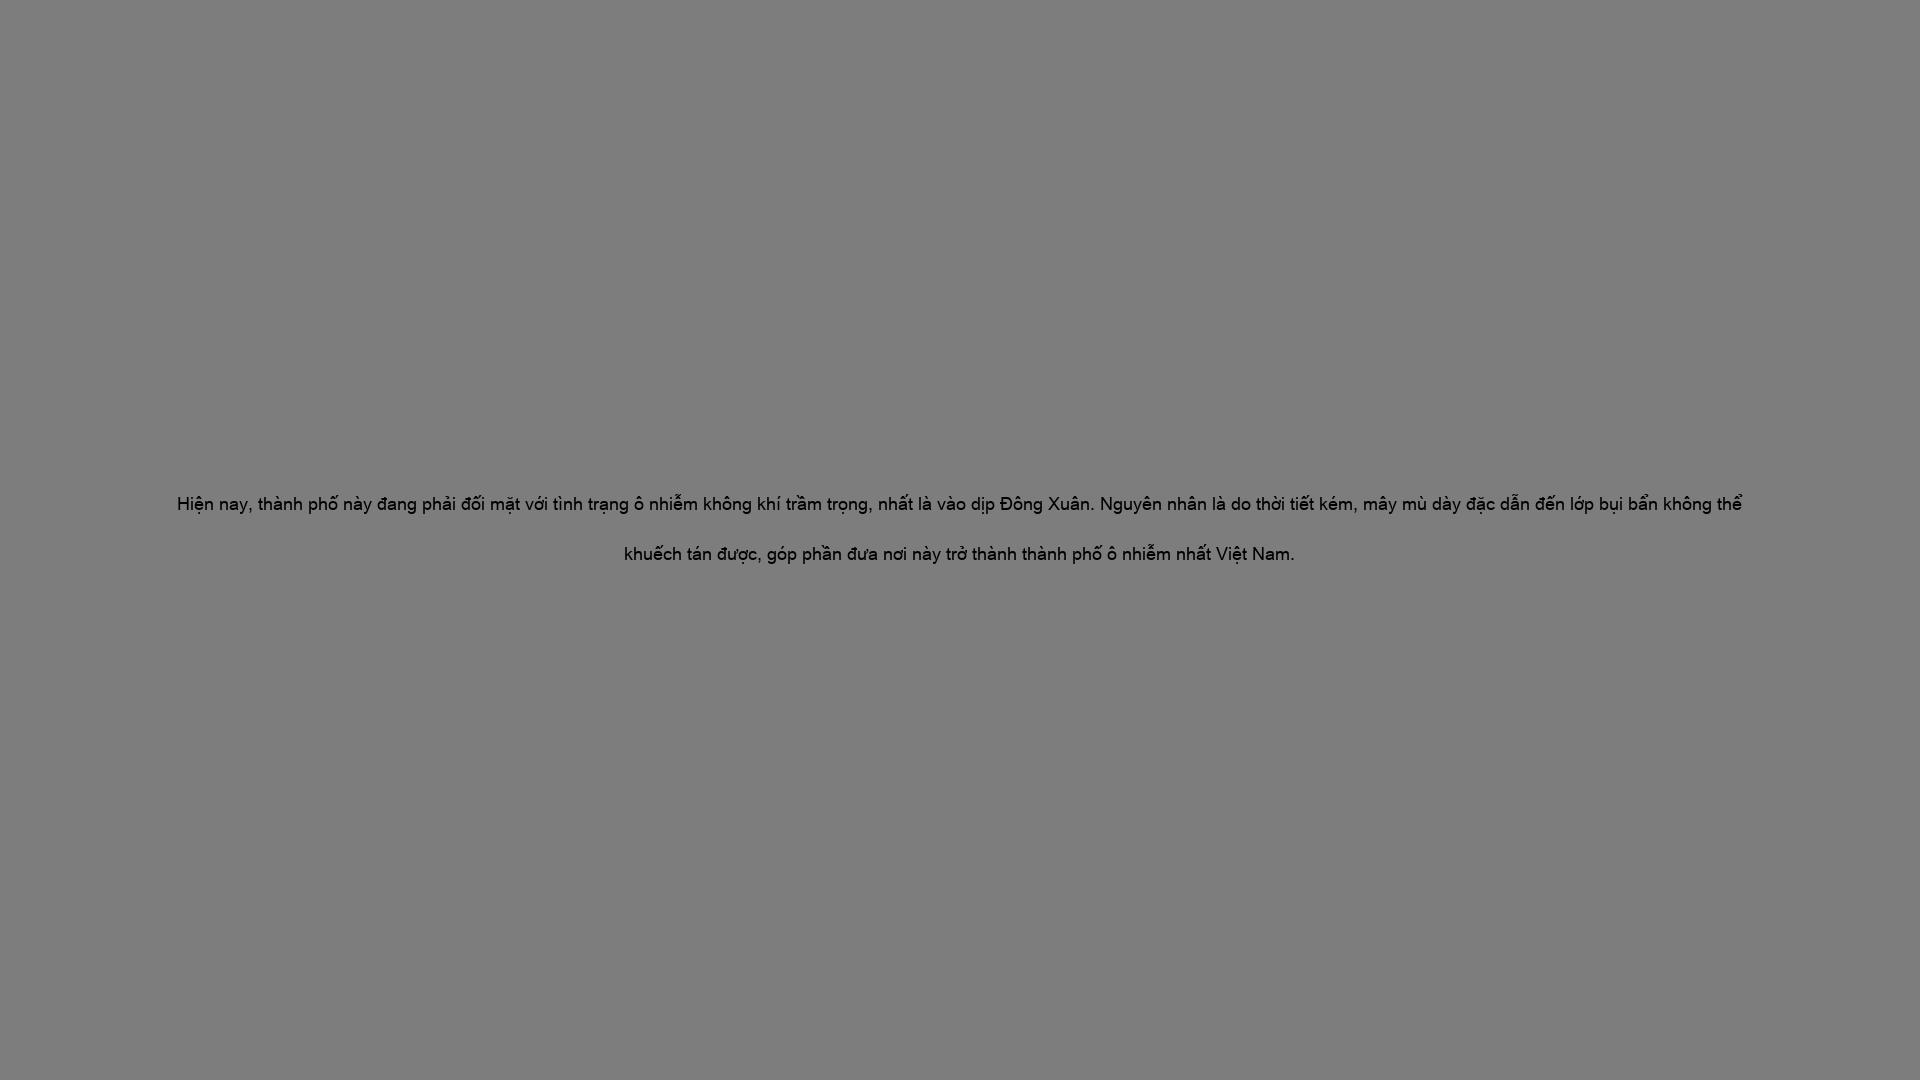 Hiện nay, thành phố này đang phải đối mặt với tình trạng ô nhiễm không khí trầm trọng, nhất là vào dịp Đông Xuân. Nguyên nhân là do thời tiết kém, mây mù dày đặc dẫn đến lớp bụi bẩn không thể
khuếch tán được, góp phần đưa nơi này trở thành thành phố ô nhiễm nhất Việt Nam.